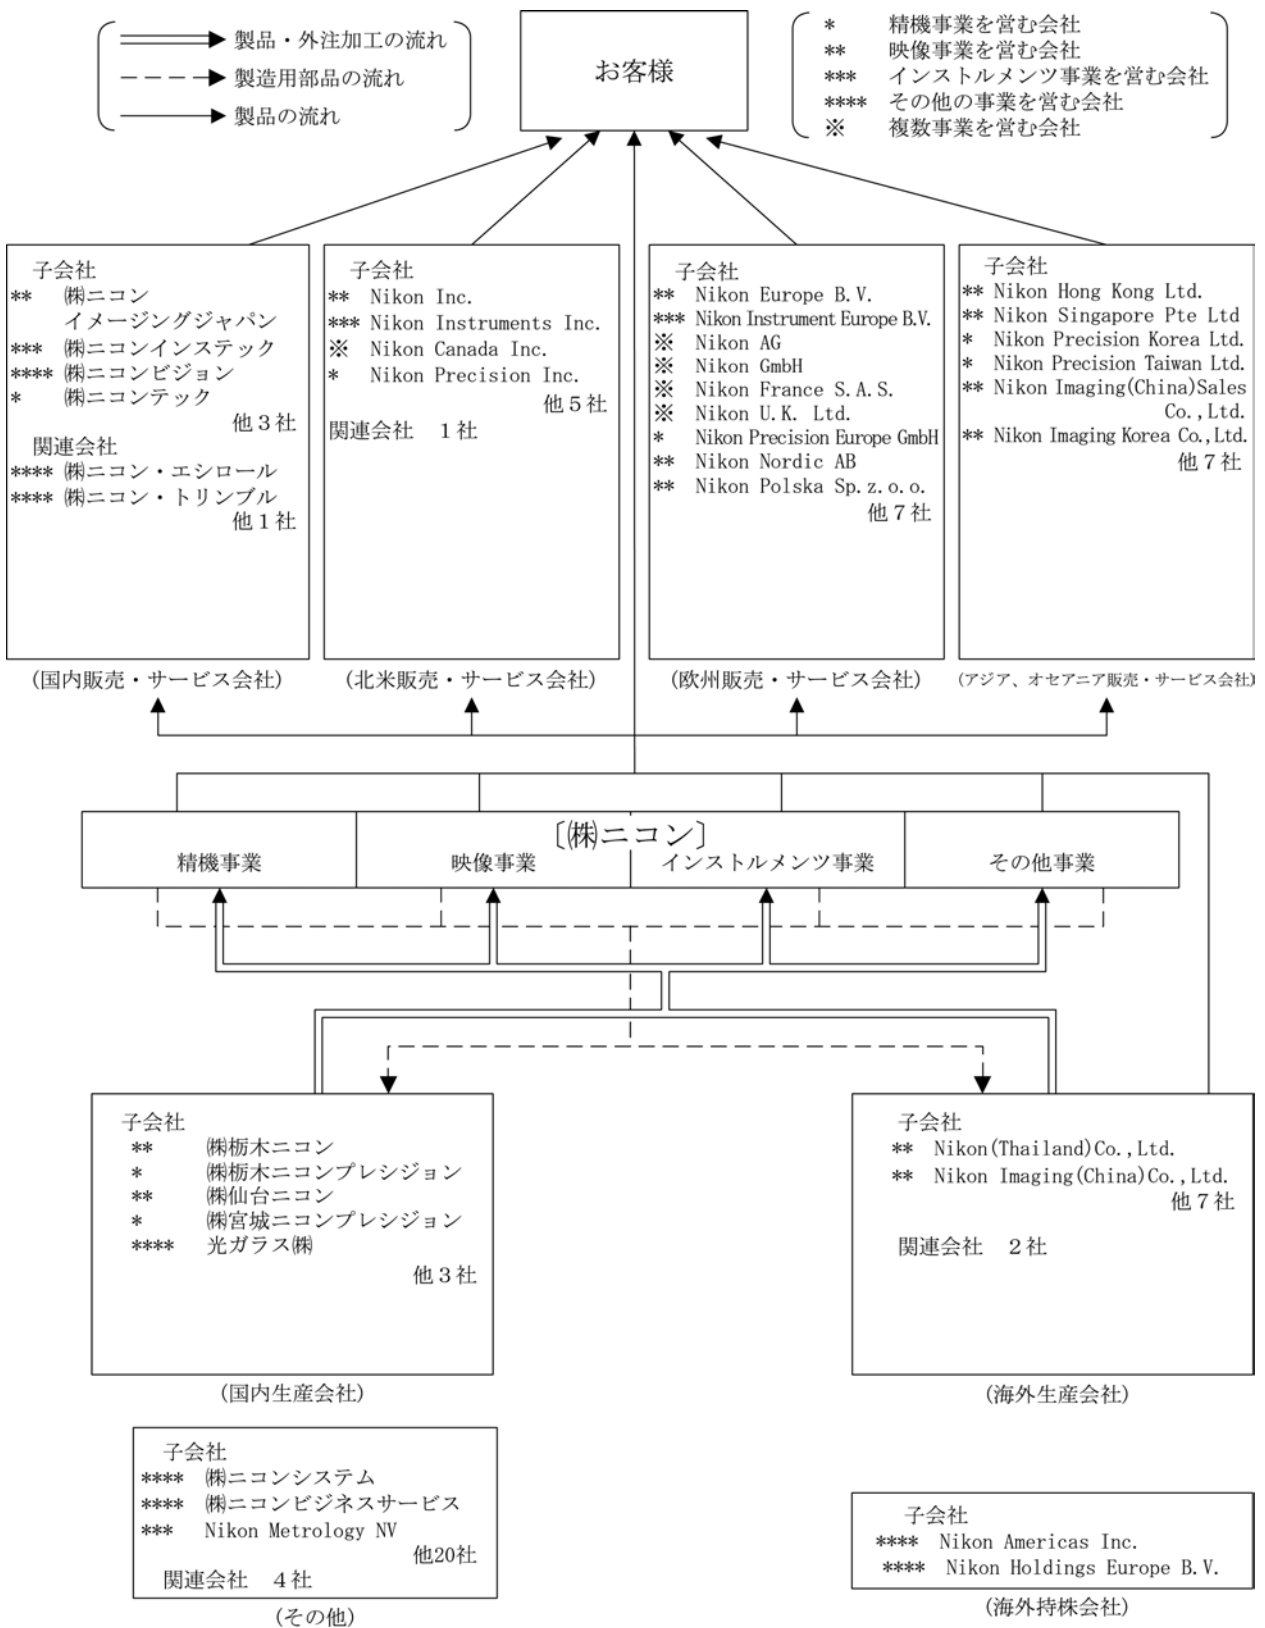 製品・外注加工の流れ
製造用部品の流れ
製品の流れ
お客様
* 精機事業を営む会社
** 映像事業を営む会社
*** インストルメンツ事業を営む会社
**** その他の事業を営む会社
※ 複数事業を営む会社
子会社
** ㈱ニコン
イメージングジャパン
*** ㈱ニコンインステック
**** ㈱ニコンビジョン
* ㈱ニコンテック
他3社
関連会社
**** ㈱ニコン・エシロール
**** ㈱ニコン・トリンブル
他1社
(国内販売・サービス会社)
子会社
** Nikon Inc.
*** Nikon Instruments Inc.
※ Nikon Canada Inc.
* Nikon Precision Inc.
他5社
関連会社 1社
(北米販売・サービス会社)
子会社
** Nikon Europe B.V.
*** Nikon Instrument Europe B.V.
※ Nikon AG
※ Nikon GmbH
※ Nikon France S.A.S.
※ Nikon U.K. Ltd.
* Nikon Precision Europe GmbH
** Nikon Nordic AB
** Nikon Polska Sp.z.o.o.
他7社
(欧州販売・サービス会社)
子会社
** Nikon Hong Kong Ltd.
** Nikon Singapore Pte Ltd
* Nikon Precision Korea Ltd.
* Nikon Precision Taiwan Ltd.
** Nikon Imaging(China)Sales
Co.,Ltd.
** Nikon Imaging Korea Co.,Ltd.
他7社
(アジア、オセアニア販売・サービス会社)
〔㈱ニコン〕
精機事業
映像事業
インストルメンツ事業
その他事業
子会社
** ㈱栃木ニコン
* ㈱栃木ニコンプレシジョン
** ㈱仙台ニコン
* ㈱宮城ニコンプレシジョン
**** 光ガラス㈱
他3社
(国内生産会社)
子会社
** Nikon(Thailand)Co.,Ltd.
** Nikon Imaging(China)Co.,Ltd.
他7社
関連会社 2社
(海外生産会社)
子会社
**** ㈱ニコンシステム
**** ㈱ニコンビジネスサービス
*** Nikon Metrology NV
他20社
関連会社 4社
(その他)
子会社
**** Nikon Americas Inc.
**** Nikon Holdings Europe B.V.
(海外持株会社)